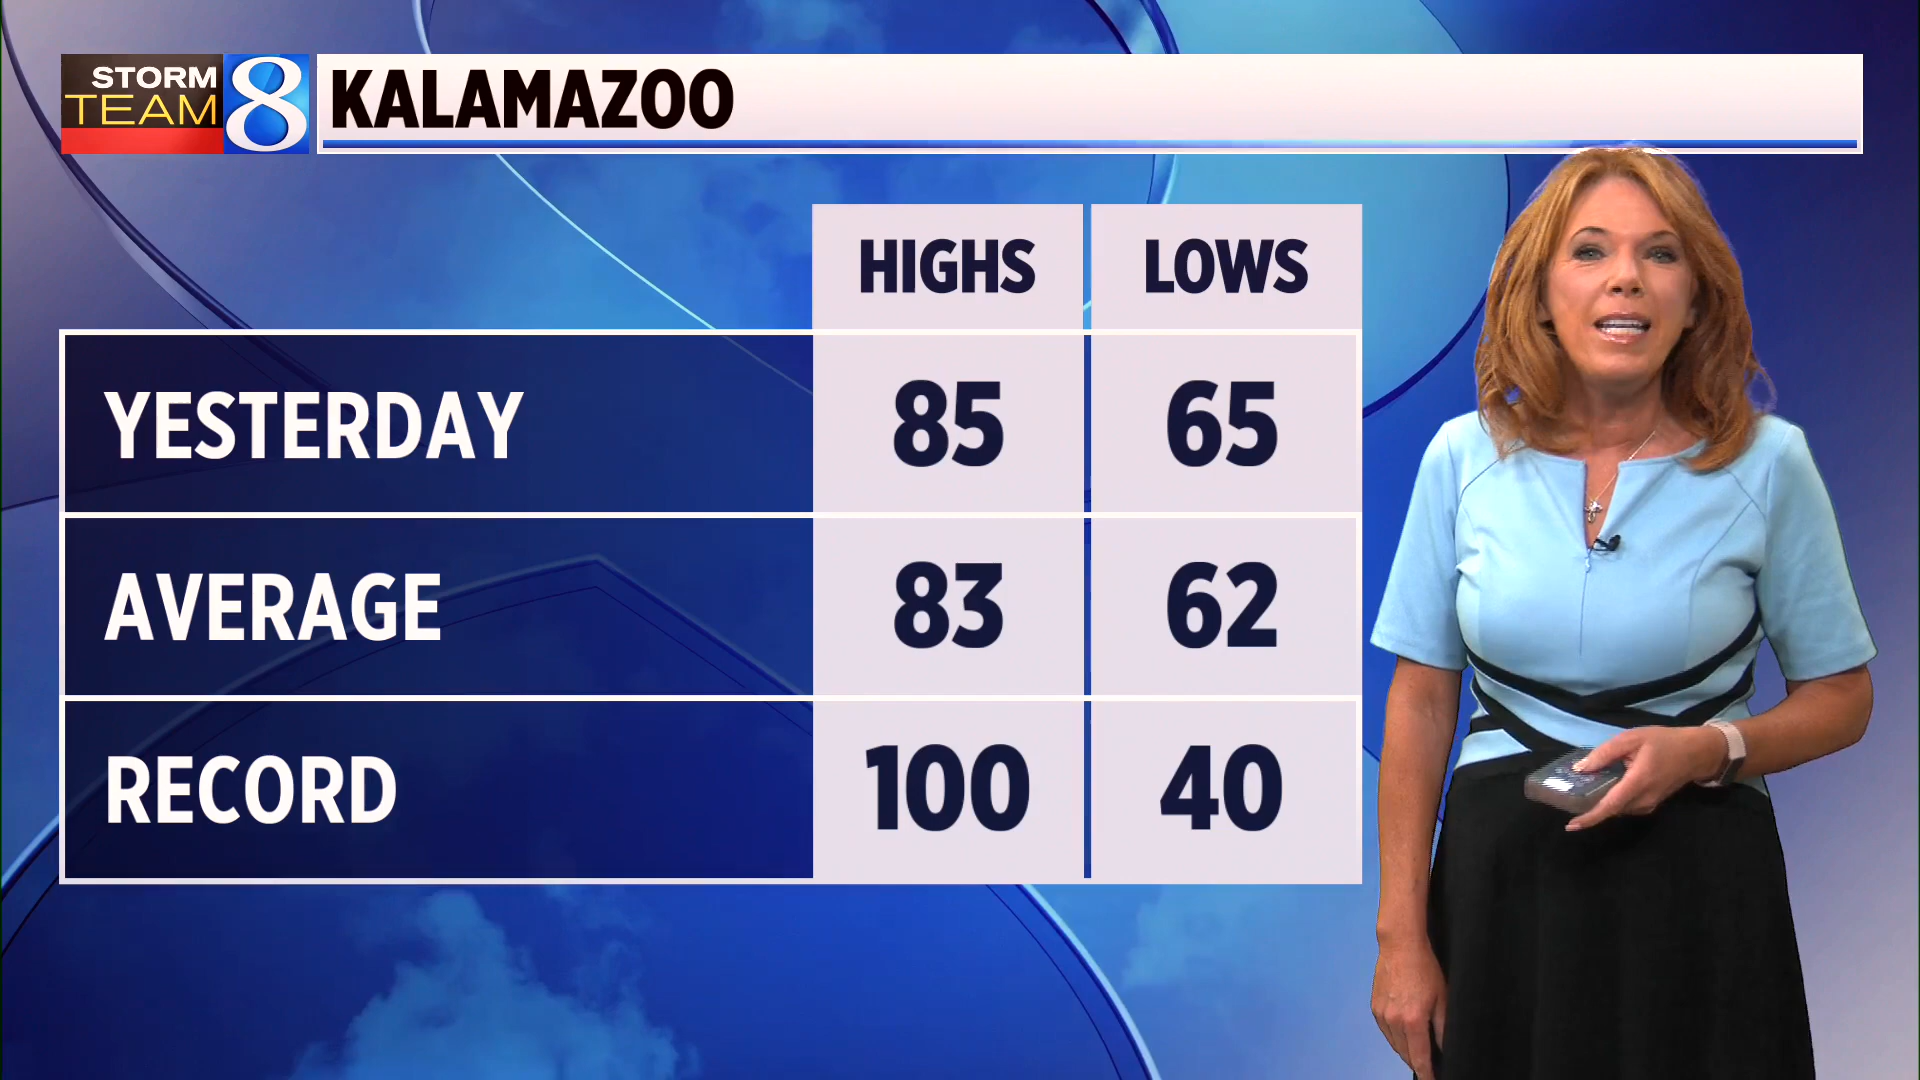 STORM
TEAM 8
KALAMAZOO
HIGHS LOWS
YESTERDAY 85 65
AVERAGE 83 62
RECORD 100 40